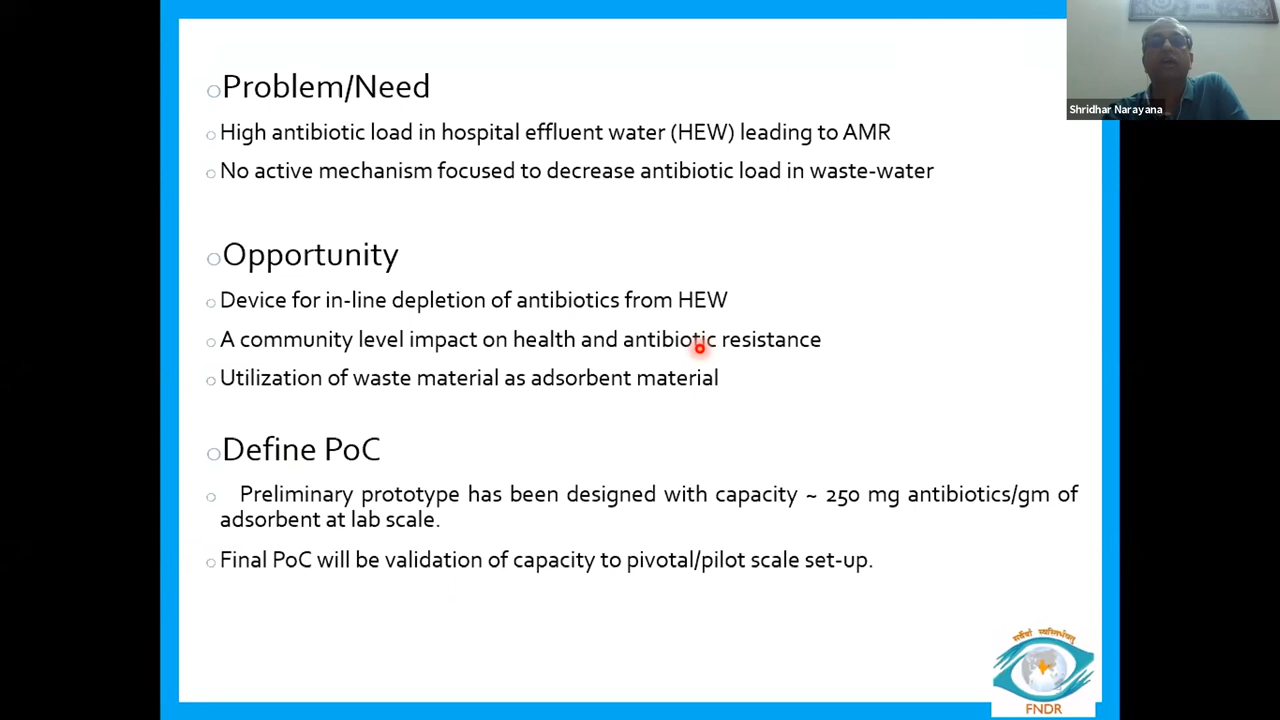 Problem/Need
High antibiotic load in hospital effluent water (HEW) leading to AMR
No active mechanism focused to decrease antibiotic load in waste-water
Opportunity
Device for in-line depletion of antibiotics from HEW
A community level impact on health and antibiotic resistance
Utilization of waste material as adsorbent material
Define PoC
Preliminary prototype has been designed with capacity ~ 250 mg antibiotics/gm of
adsorbent at lab scale.
Final PoC will be validation of capacity to pivotal/pilot scale set-up.
Shridhar Narayana
FNDR